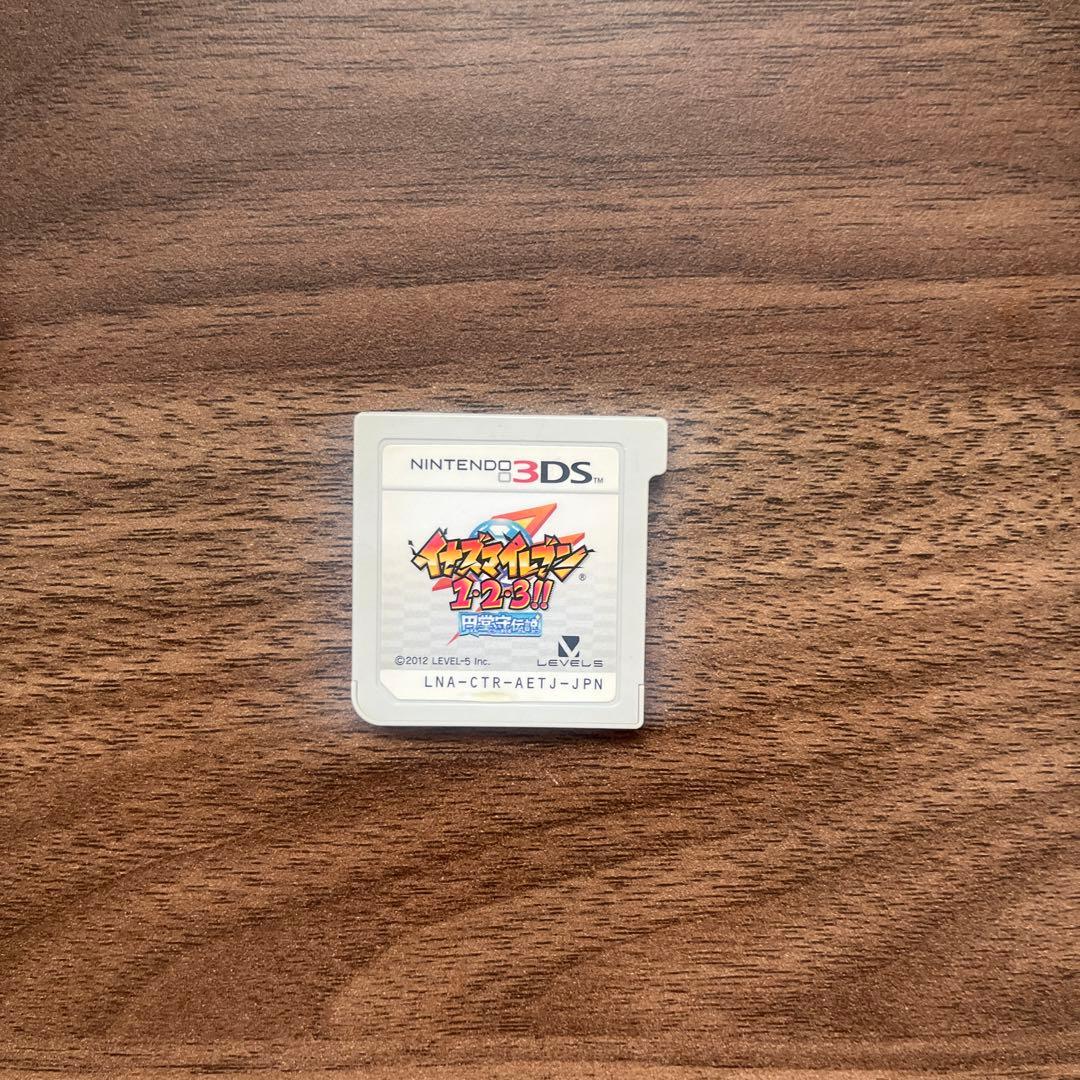 NINTENDO 3DS™
イナズマイレブン®
1・2・3!!
円堂守伝説
©2012 LEVEL-5 Inc.
LEVEL5
LNA-CTR-AETJ-JPN